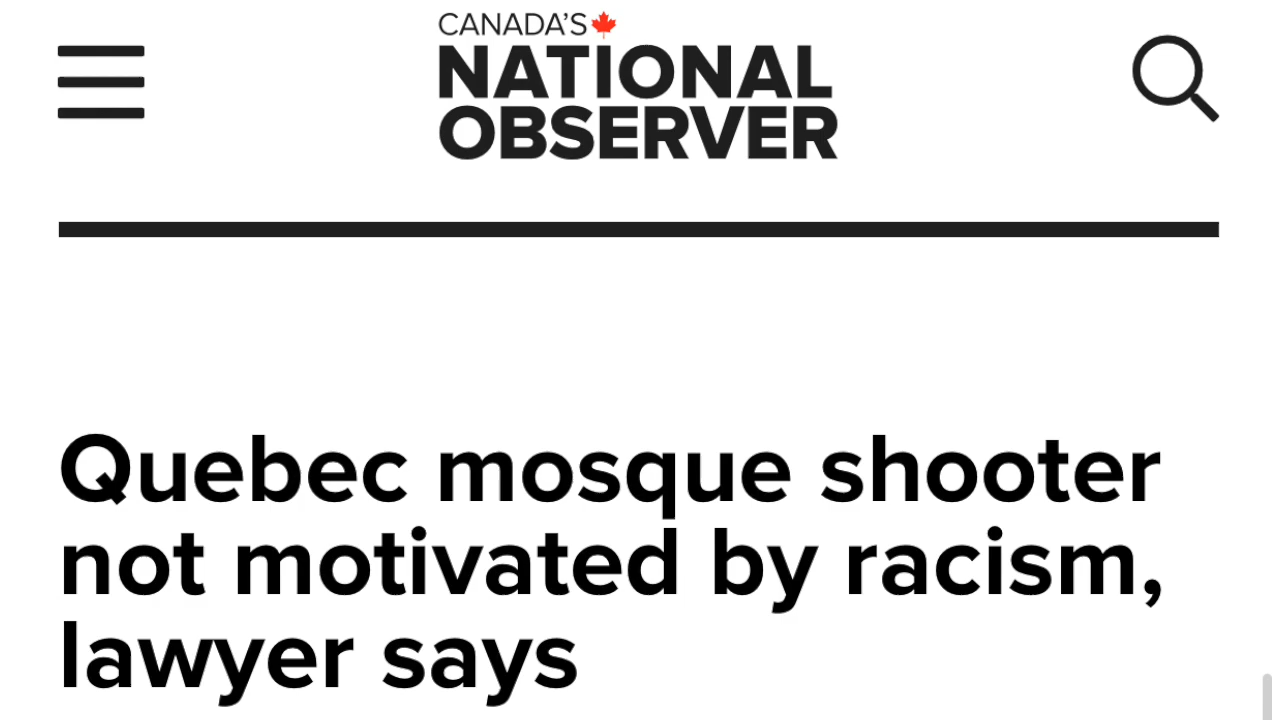 CANADA'S
NATIONAL
OBSERVER
Quebec mosque shooter
not motivated by racism,
lawyer says